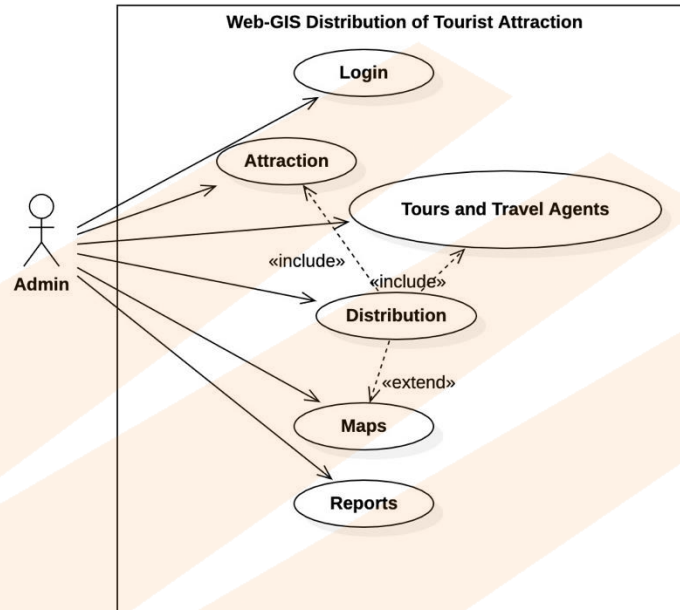 Web-GIS Distribution of Tourist Attraction
Login
Attraction
Tours and Travel Agents
Admin
«include»
«include»
Distribution
«extend»
Maps
Reports